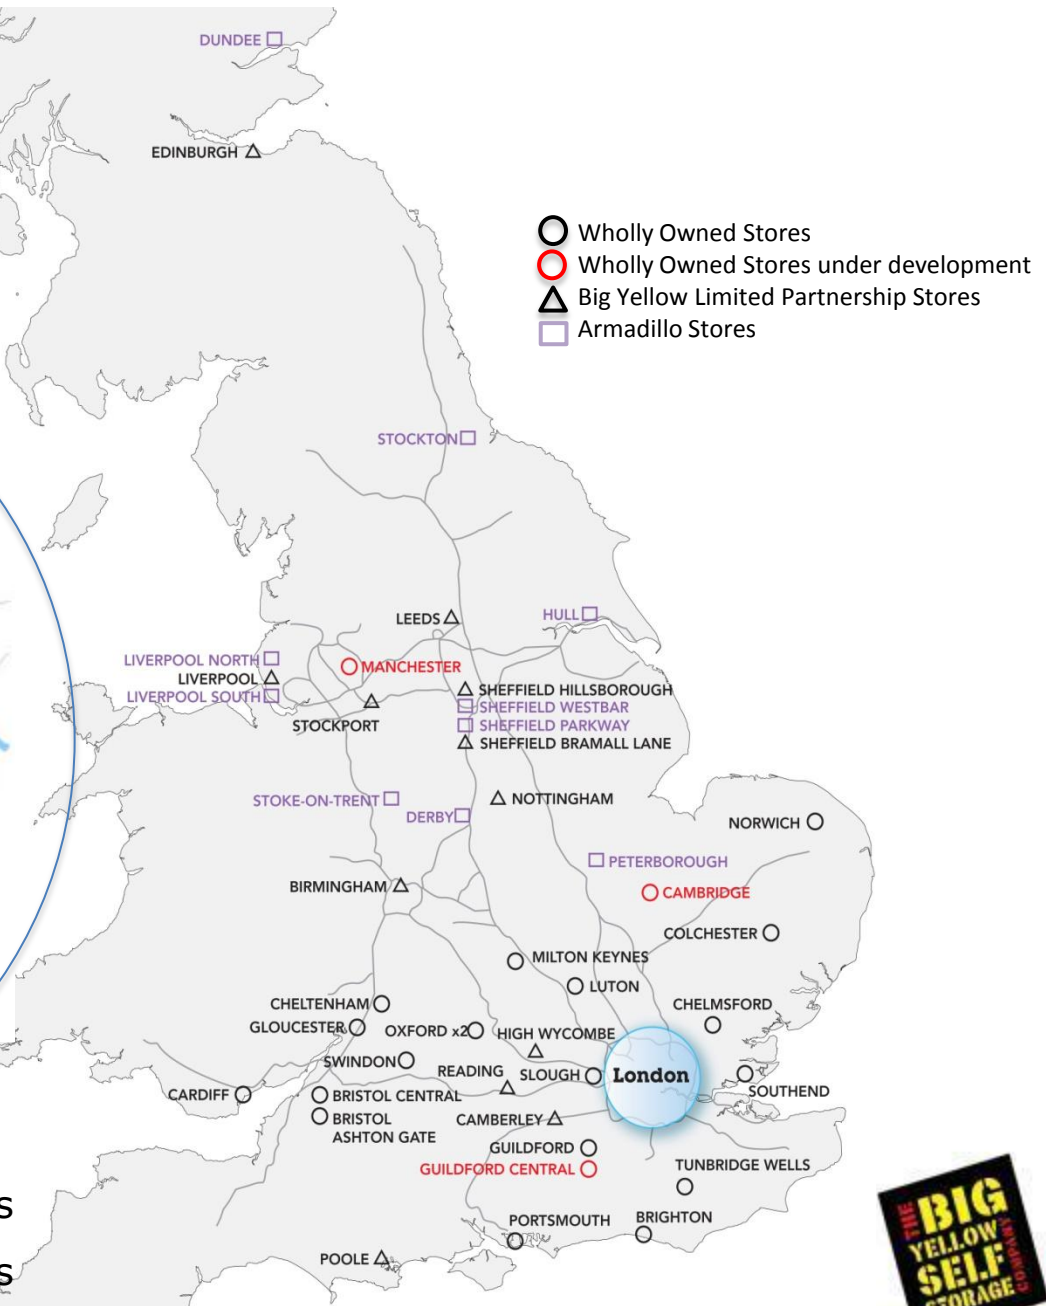 DUNDEE
EDINBURGH
Wholly Owned Stores
Wholly Owned Stores under development
Big Yellow Limited Partnership Stores
Armadillo Stores
STOCKTON
LEEDS
HULL
LIVERPOOL NORTH
MANCHESTER
LIVERPOOL
LIVERPOOL SOUTH
SHEFFIELD HILLSBOROUGH
SHEFFIELD WESTBAR
STOCKPORT
SHEFFIELD PARKWAY
SHEFFIELD BRAMALL LANE
STOKE-ON-TRENT
NOTTINGHAM
DERBY
NORWICH
PETERBOROUGH
BIRMINGHAM
CAMBRIDGE
COLCHESTER
MILTON KEYNES
LUTON
CHELTENHAM
CHELMSFORD
GLOUCESTER
OXFORD x2
HIGH WYCOMBE
SWINDON
READING
SLOUGH
London
CARDIFF
BRISTOL CENTRAL
SOUTHEND
BRISTOL
ASHTON GATE
CAMBERLEY
GUILDFORD
GUILDFORD CENTRAL
TUNBRIDGE WELLS
PORTSMOUTH
BRIGHTON
POOLE
s
s
THE
BIG
YELLOW
SELF
STORAGE
COMPANY